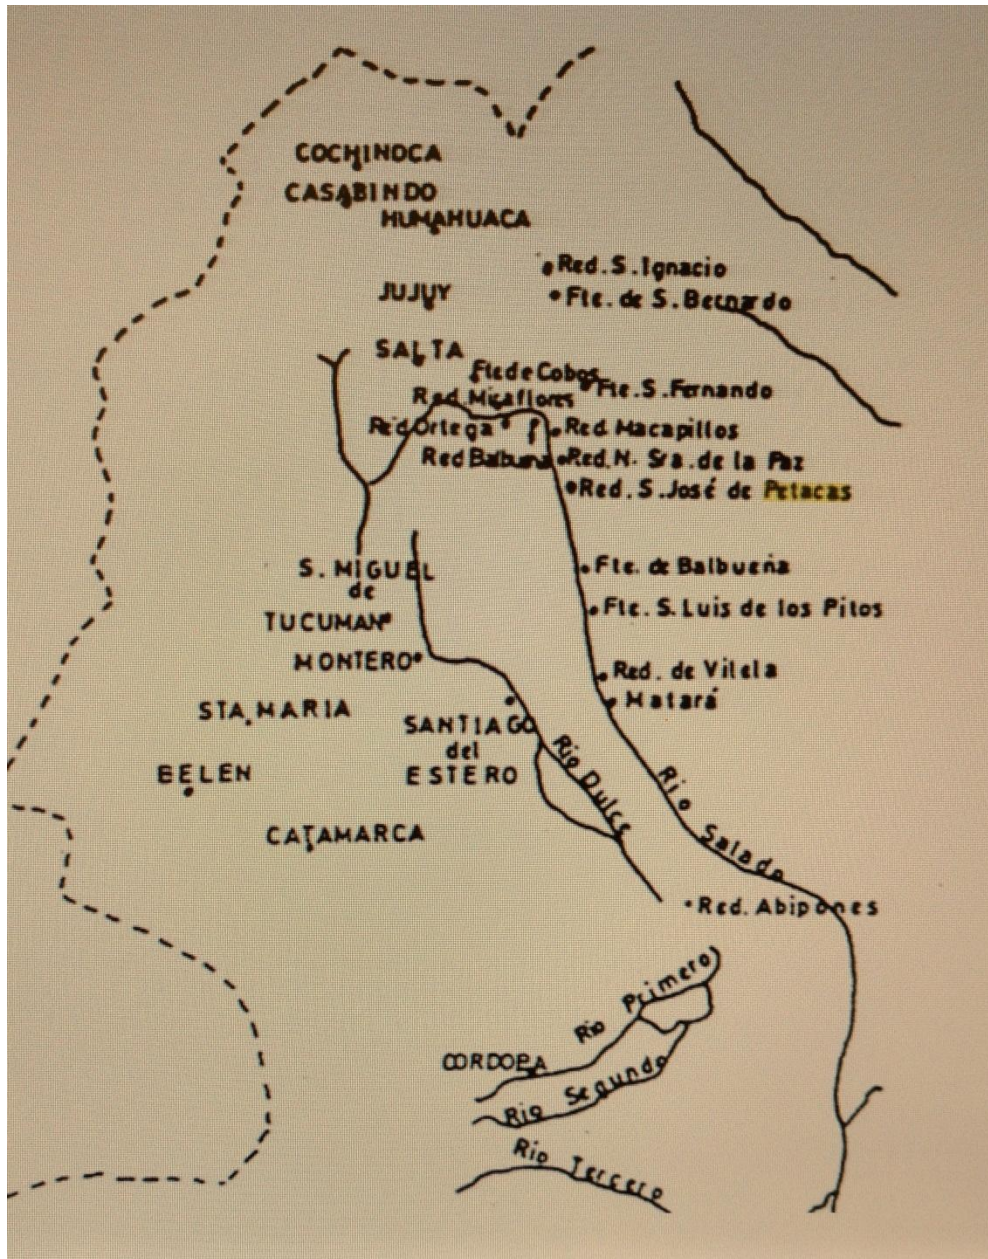 COCHINOCA
CASABINDO
HUMAHUACA
Red. S. Ignacio
JUJUY
Fte. de S. Bernardo
SALTA
Fte de Cobos
Fte. S. Fernando
Red. Miraflores
Red Ortega
Red Macapillos
Red Balbuena
Red. N. Sra. de la Paz
Red. S. José de Petacas
S. MIGUEL
de
TUCUMAN
Fte. de Balbueña
Fte. S. Luis de los Pitos
MONTERO
Red. de Vilela
Matará
STA. MARIA
SANTIAGO
del
ESTERO
Rio Dulce
Rio Salado
BELEN
CATAMARCA
Red. Abipones
Rio Primero
CORDOBA
Rio Segundo
Rio Tercero